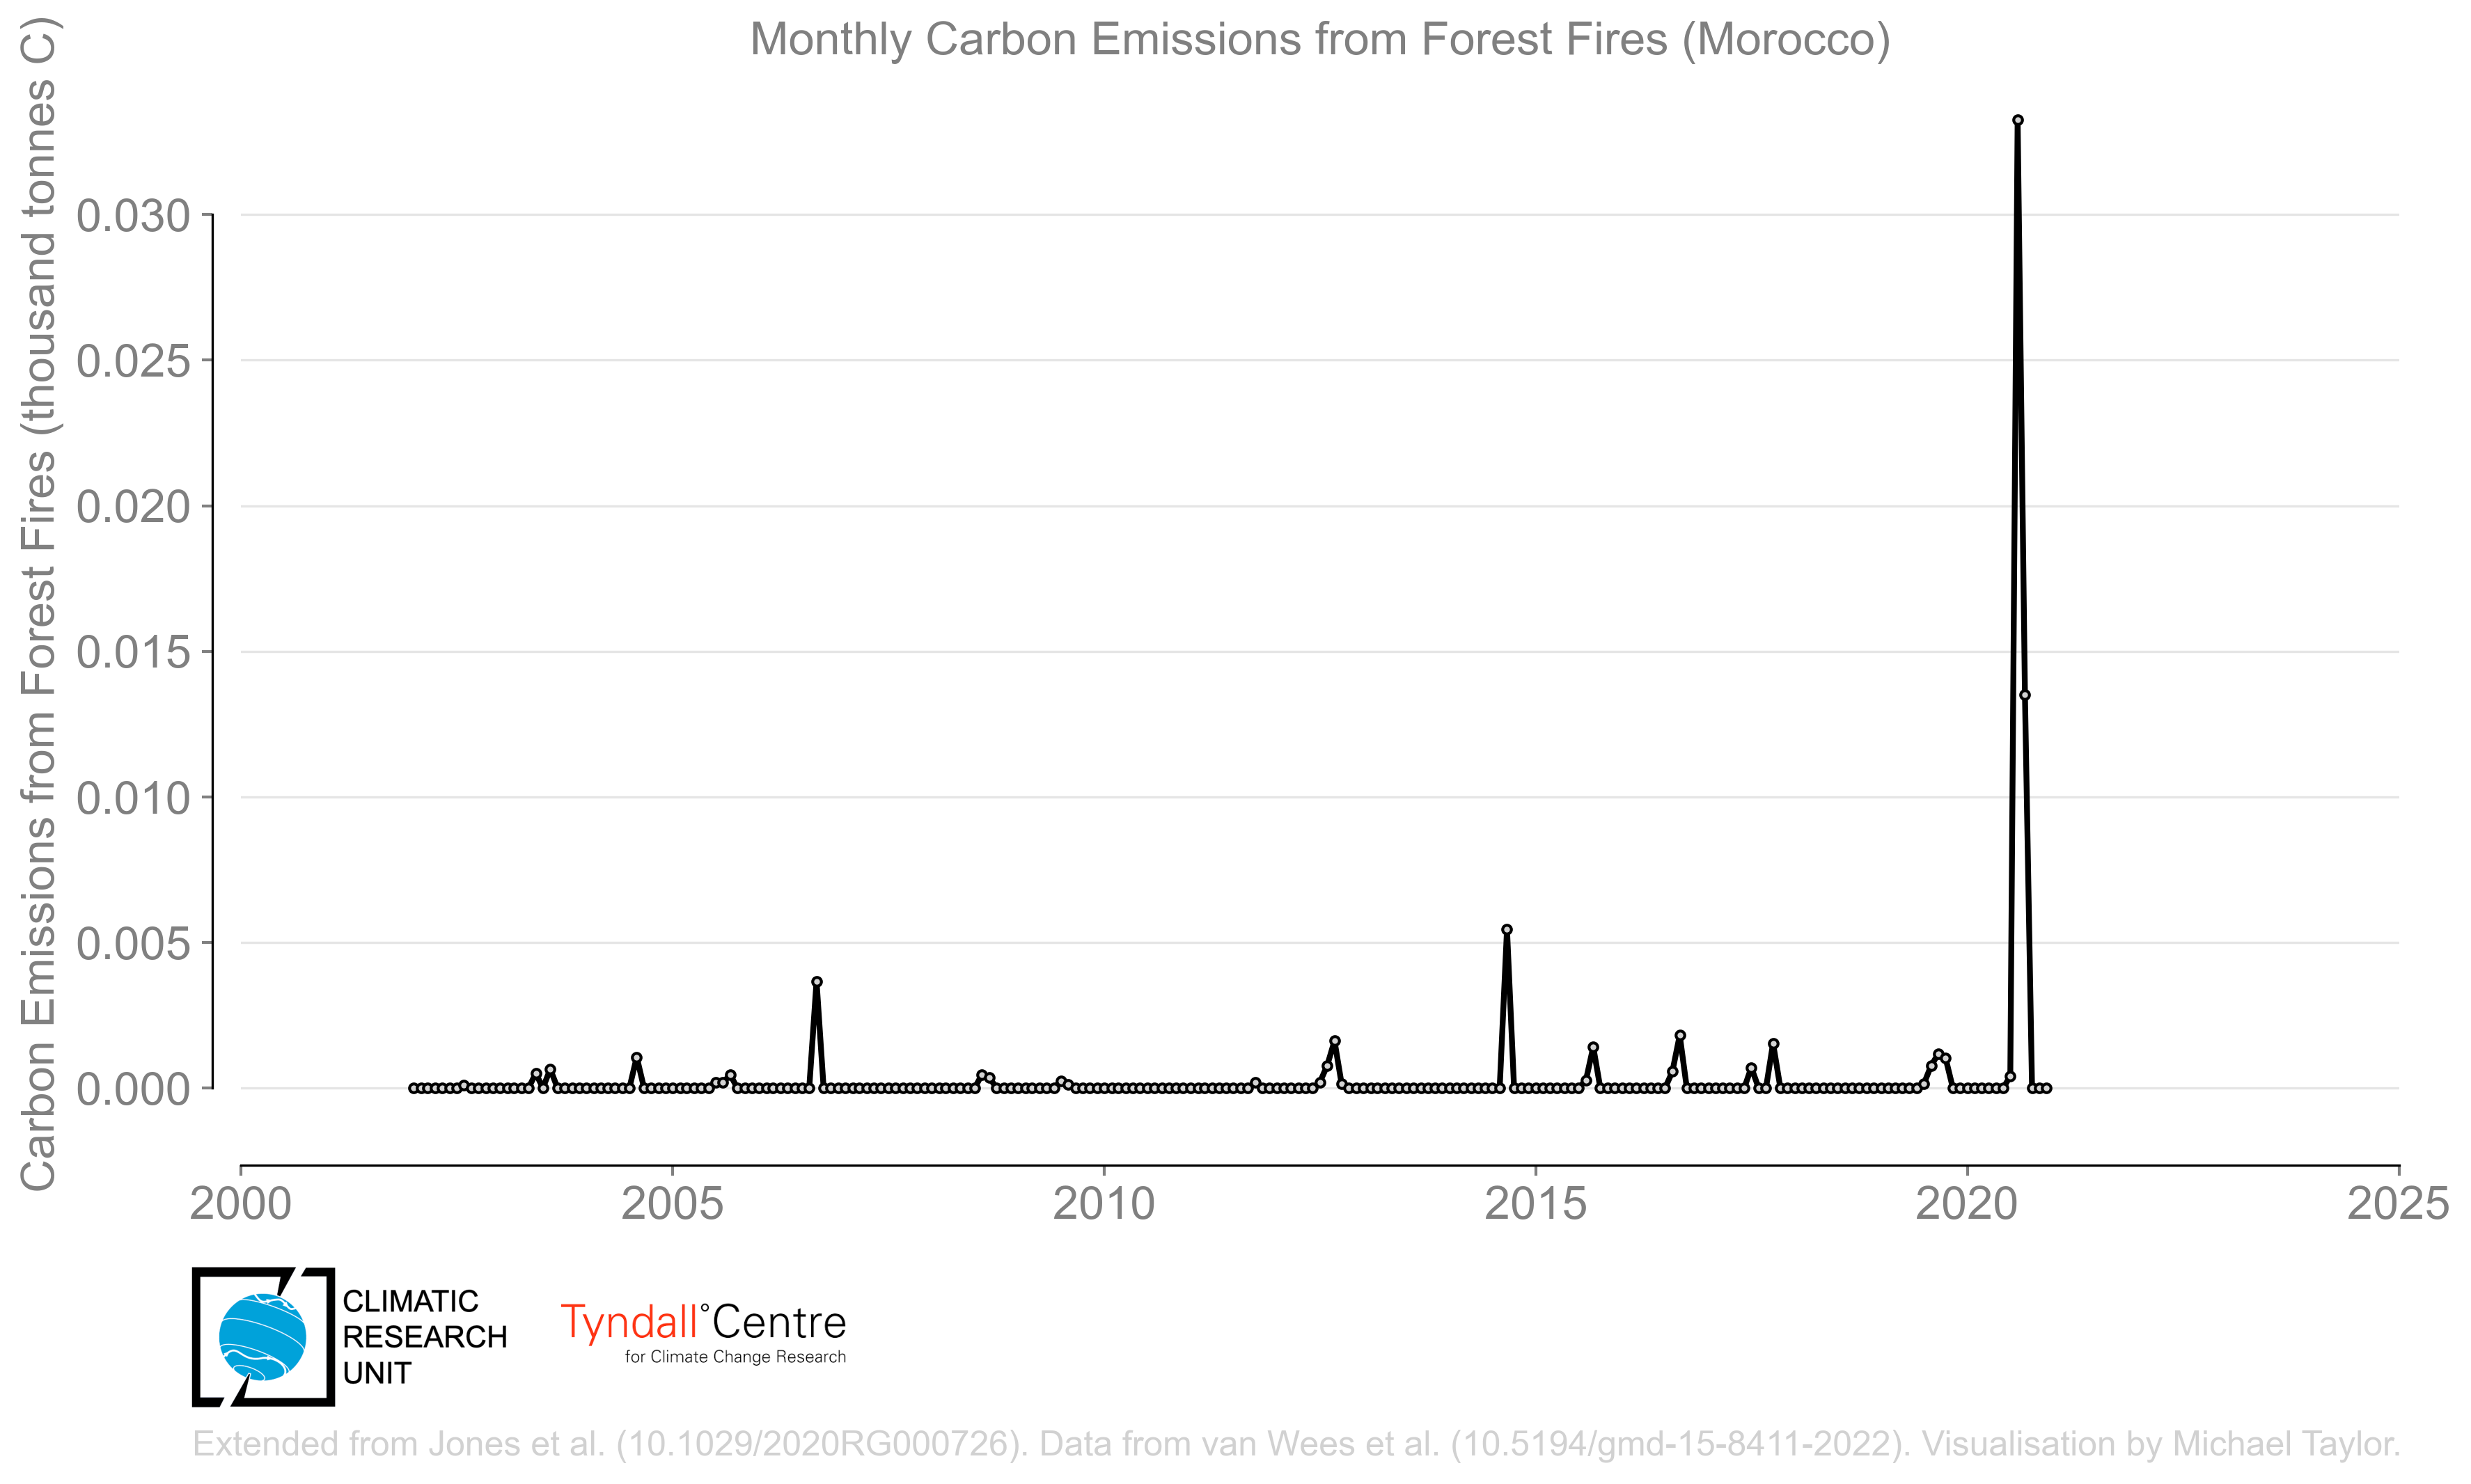 Monthly Carbon Emissions from Forest Fires (Morocco)
Carbon Emissions from Forest Fires (thousand tonnes C)
0.030
0.025
0.020
0.015
0.010
0.005
0.000
2000 2005 2010 2015 2020 2025
CLIMATIC
RESEARCH
UNIT
Tyndall°Centre
for Climate Change Research
Extended from Jones et al. (10.1029/2020RG000726). Data from van Wees et al. (10.5194/gmd-15-8411-2022). Visualisation by Michael Taylor.